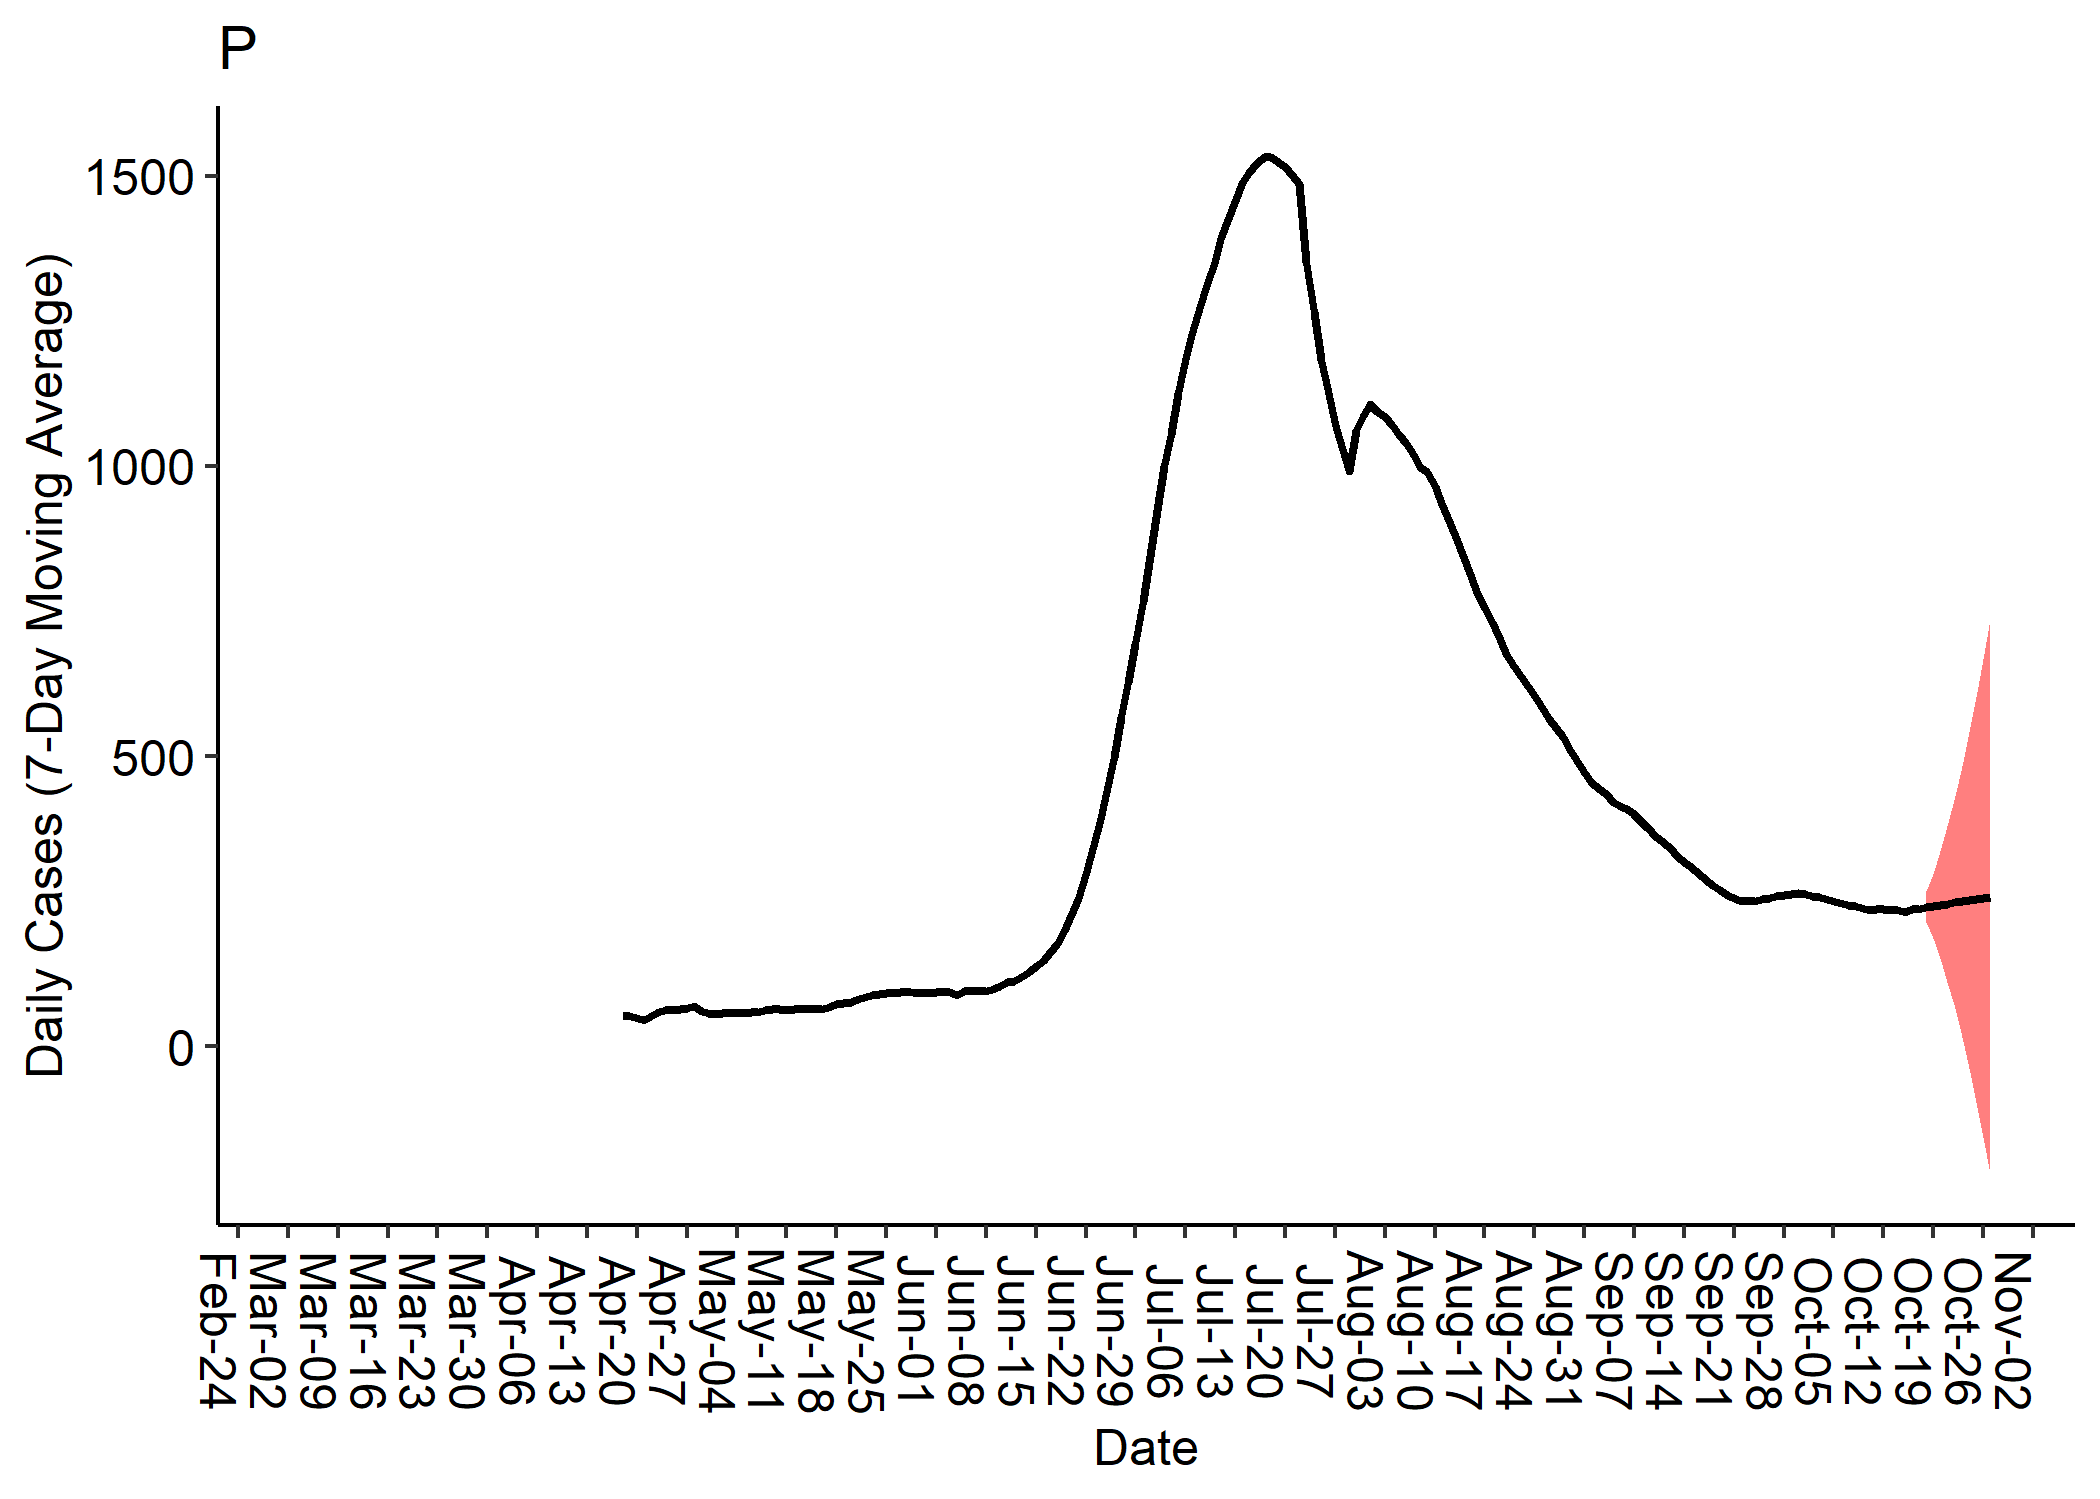 P
Daily Cases (7-Day Moving Average)
1500
1000
500
0
Feb-24
Mar-02
Mar-09
Mar-16
Mar-23
Mar-30
Apr-06
Apr-13
Apr-20
Apr-27
May-04
May-11
May-18
May-25
Jun-01
Jun-08
Jun-15
Jun-22
Jun-29
Jul-06
Jul-13
Jul-20
Jul-27
Aug-03
Aug-10
Aug-17
Aug-24
Aug-31
Sep-07
Sep-14
Sep-21
Sep-28
Oct-05
Oct-12
Oct-19
Oct-26
Nov-02
Date